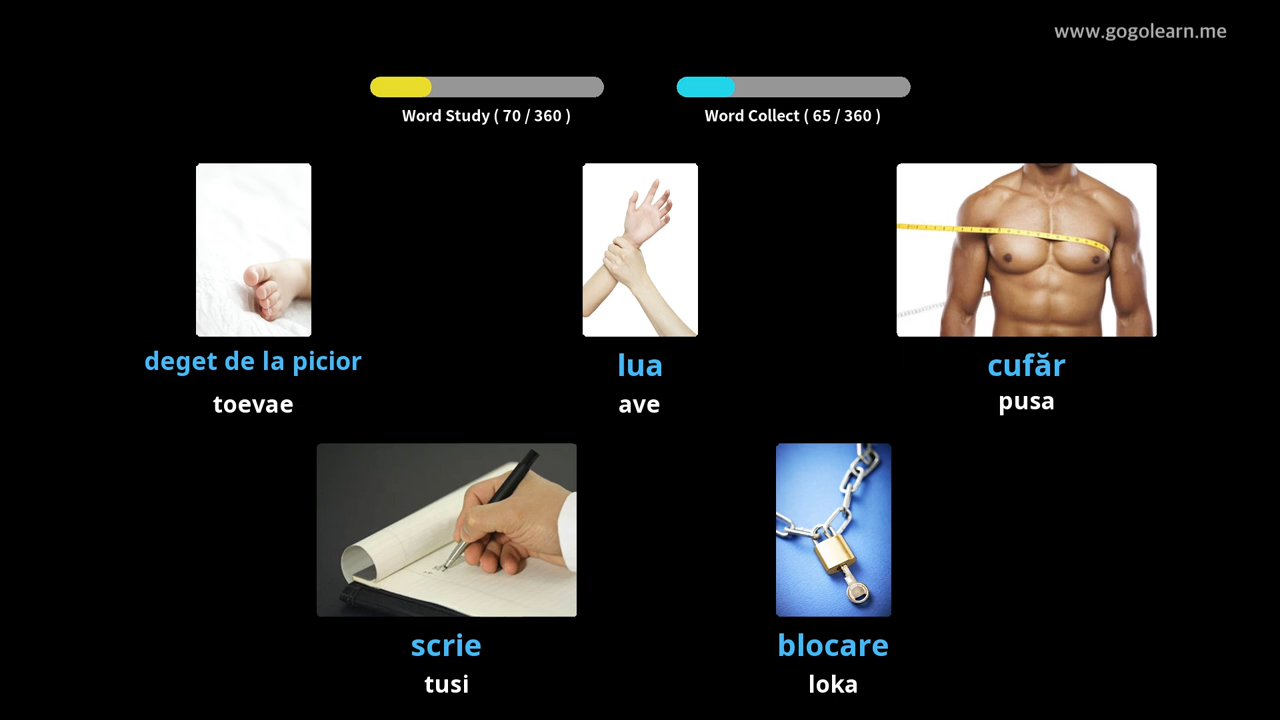 www.gogolearn.me
Word Study ( 70 / 360 )
Word Collect ( 65 / 360 )
deget de la picior
toevae
lua
ave
cufăr
pusa
scrie
tusi
blocare
loka